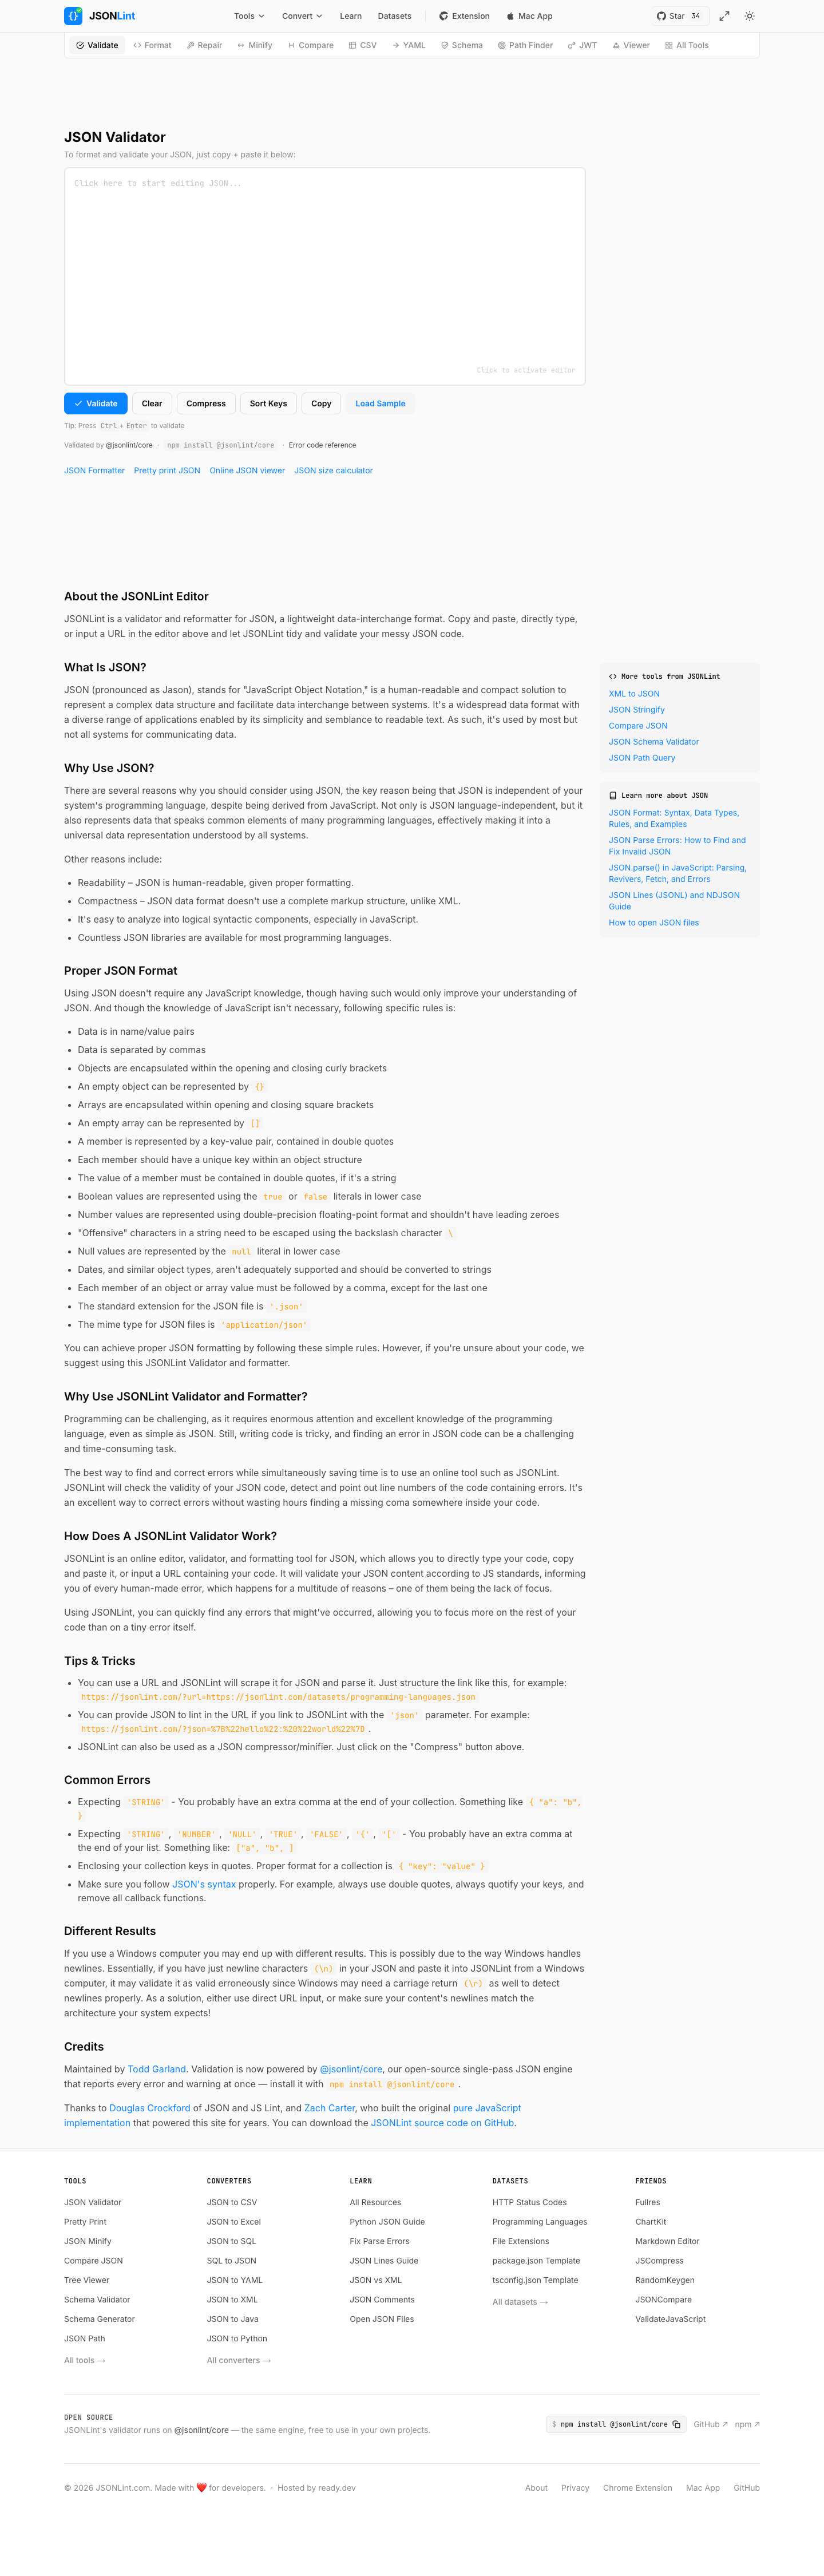 JSONLint
Tools Convert Learn Datasets Extension Mac App
Star 34
Validate Format Repair Minify Compare CSV YAML Schema Path Finder JWT Viewer All Tools
JSON Validator
To format and validate your JSON, just copy + paste it below:
Click here to start editing JSON...
Click to activate editor
Validate Clear Compress Sort Keys Copy Load Sample
Tip: Press Ctrl + Enter to validate
Validated by @jsonlint/core · npm install @jsonlint/core · Error code reference
JSON Formatter Pretty print JSON Online JSON viewer JSON size calculator
About the JSONLint Editor
JSONLint is a validator and reformatter for JSON, a lightweight data-interchange format. Copy and paste, directly type,
or input a URL in the editor above and let JSONLint tidy and validate your messy JSON code.
What Is JSON?
JSON (pronounced as Jason), stands for "JavaScript Object Notation," is a human-readable and compact solution to
represent a complex data structure and facilitate data interchange between systems. It's a widespread data format with
a diverse range of applications enabled by its simplicity and semblance to readable text. As such, it's used by most but
not all systems for communicating data.
Why Use JSON?
There are several reasons why you should consider using JSON, the key reason being that JSON is independent of your
system's programming language, despite being derived from JavaScript. Not only is JSON language-independent, but it
also represents data that speaks common elements of many programming languages, effectively making it into a
universal data representation understood by all systems.
Other reasons include:
• Readability – JSON is human-readable, given proper formatting.
• Compactness – JSON data format doesn't use a complete markup structure, unlike XML.
• It's easy to analyze into logical syntactic components, especially in JavaScript.
• Countless JSON libraries are available for most programming languages.
Proper JSON Format
Using JSON doesn't require any JavaScript knowledge, though having such would only improve your understanding of
JSON. And though the knowledge of JavaScript isn't necessary, following specific rules is:
• Data is in name/value pairs
• Data is separated by commas
• Objects are encapsulated within the opening and closing curly brackets
• An empty object can be represented by {}
• Arrays are encapsulated within opening and closing square brackets
• An empty array can be represented by []
• A member is represented by a key-value pair, contained in double quotes
• Each member should have a unique key within an object structure
• The value of a member must be contained in double quotes, if it's a string
• Boolean values are represented using the true or false literals in lower case
• Number values are represented using double-precision floating-point format and shouldn't have leading zeroes
• "Offensive" characters in a string need to be escaped using the backslash character \
• Null values are represented by the null literal in lower case
• Dates, and similar object types, aren't adequately supported and should be converted to strings
• Each member of an object or array value must be followed by a comma, except for the last one
• The standard extension for the JSON file is '.json'
• The mime type for JSON files is 'application/json'
You can achieve proper JSON formatting by following these simple rules. However, if you're unsure about your code, we
suggest using this JSONLint Validator and formatter.
Why Use JSONLint Validator and Formatter?
Programming can be challenging, as it requires enormous attention and excellent knowledge of the programming
language, even as simple as JSON. Still, writing code is tricky, and finding an error in JSON code can be a challenging
and time-consuming task.
The best way to find and correct errors while simultaneously saving time is to use an online tool such as JSONLint.
JSONLint will check the validity of your JSON code, detect and point out line numbers of the code containing errors. It's
an excellent way to correct errors without wasting hours finding a missing coma somewhere inside your code.
How Does A JSONLint Validator Work?
JSONLint is an online editor, validator, and formatting tool for JSON, which allows you to directly type your code, copy
and paste it, or input a URL containing your code. It will validate your JSON content according to JS standards, informing
you of every human-made error, which happens for a multitude of reasons – one of them being the lack of focus.
Using JSONLint, you can quickly find any errors that might've occurred, allowing you to focus more on the rest of your
code than on a tiny error itself.
Tips & Tricks
• You can use a URL and JSONLint will scrape it for JSON and parse it. Just structure the link like this, for example:
https://jsonlint.com/?url=https://jsonlint.com/datasets/programming-languages.json
• You can provide JSON to lint in the URL if you link to JSONLint with the 'json' parameter. For example:
https://jsonlint.com/?json=%7B%22hello%22:%20%22world%22%7D.
• JSONLint can also be used as a JSON compressor/minifier. Just click on the "Compress" button above.
Common Errors
• Expecting 'STRING' - You probably have an extra comma at the end of your collection. Something like { "a": "b",
}
• Expecting 'STRING', 'NUMBER', 'NULL', 'TRUE', 'FALSE', '{', '[' - You probably have an extra comma at
the end of your list. Something like: ["a", "b", ]
• Enclosing your collection keys in quotes. Proper format for a collection is { "key": "value" }
• Make sure you follow JSON's syntax properly. For example, always use double quotes, always quotify your keys, and
remove all callback functions.
Different Results
If you use a Windows computer you may end up with different results. This is possibly due to the way Windows handles
newlines. Essentially, if you have just newline characters (\n) in your JSON and paste it into JSONLint from a Windows
computer, it may validate it as valid erroneously since Windows may need a carriage return (\r) as well to detect
newlines properly. As a solution, either use direct URL input, or make sure your content's newlines match the
architecture your system expects!
Credits
Maintained by Todd Garland. Validation is now powered by @jsonlint/core, our open-source single-pass JSON engine
that reports every error and warning at once — install it with npm install @jsonlint/core.
Thanks to Douglas Crockford of JSON and JS Lint, and Zach Carter, who built the original pure JavaScript
implementation that powered this site for years. You can download the JSONLint source code on GitHub.
More tools from JSONLint
XML to JSON
JSON Stringify
Compare JSON
JSON Schema Validator
JSON Path Query
Learn more about JSON
JSON Format: Syntax, Data Types,
Rules, and Examples
JSON Parse Errors: How to Find and
Fix Invalid JSON
JSON.parse() in JavaScript: Parsing,
Revivers, Fetch, and Errors
JSON Lines (JSONL) and NDJSON
Guide
How to open JSON files
TOOLS
JSON Validator
Pretty Print
JSON Minify
Compare JSON
Tree Viewer
Schema Validator
Schema Generator
JSON Path
All tools →
CONVERTERS
JSON to CSV
JSON to Excel
JSON to SQL
SQL to JSON
JSON to YAML
JSON to XML
JSON to Java
JSON to Python
All converters →
LEARN
All Resources
Python JSON Guide
Fix Parse Errors
JSON Lines Guide
JSON vs XML
JSON Comments
Open JSON Files
DATASETS
HTTP Status Codes
Programming Languages
File Extensions
package.json Template
tsconfig.json Template
All datasets →
FRIENDS
Fullres
ChartKit
Markdown Editor
JSCompress
RandomKeygen
JSONCompare
ValidateJavaScript
OPEN SOURCE
JSONLint's validator runs on @jsonlint/core — the same engine, free to use in your own projects.
$ npm install @jsonlint/core GitHub ↗ npm ↗
© 2026 JSONLint.com. Made with ❤️ for developers. · Hosted by ready.dev
About Privacy Chrome Extension Mac App GitHub